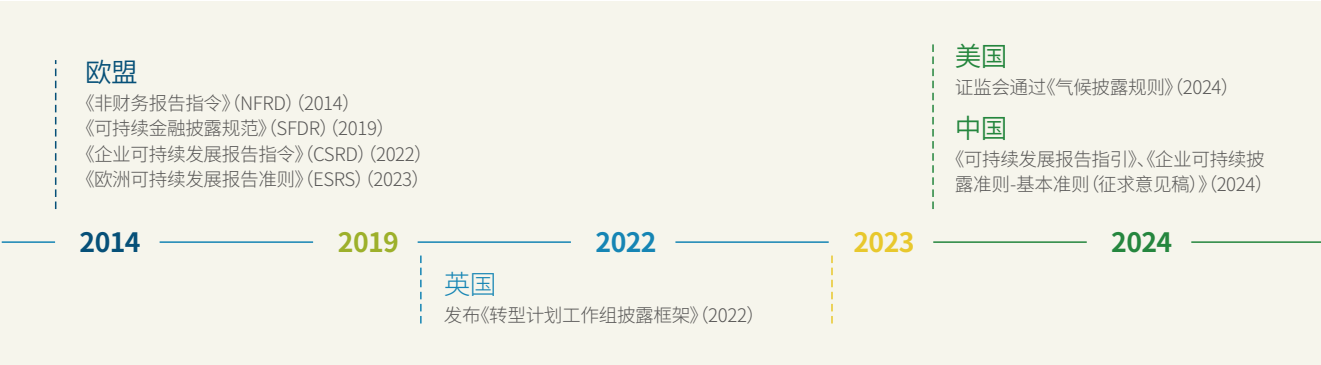 欧盟
《非财务报告指令》(NFRD) (2014)
《可持续金融披露规范》(SFDR) (2019)
《企业可持续发展报告指令》(CSRD) (2022)
《欧洲可持续发展报告准则》(ESRS) (2023)
美国
证监会通过《气候披露规则》(2024)
中国
《可持续发展报告指引》、《企业可持续披
露准则-基本准则(征求意见稿)》(2024)
2014 2019 2022 2023 2024
英国
发布《转型计划工作组披露框架》(2022)